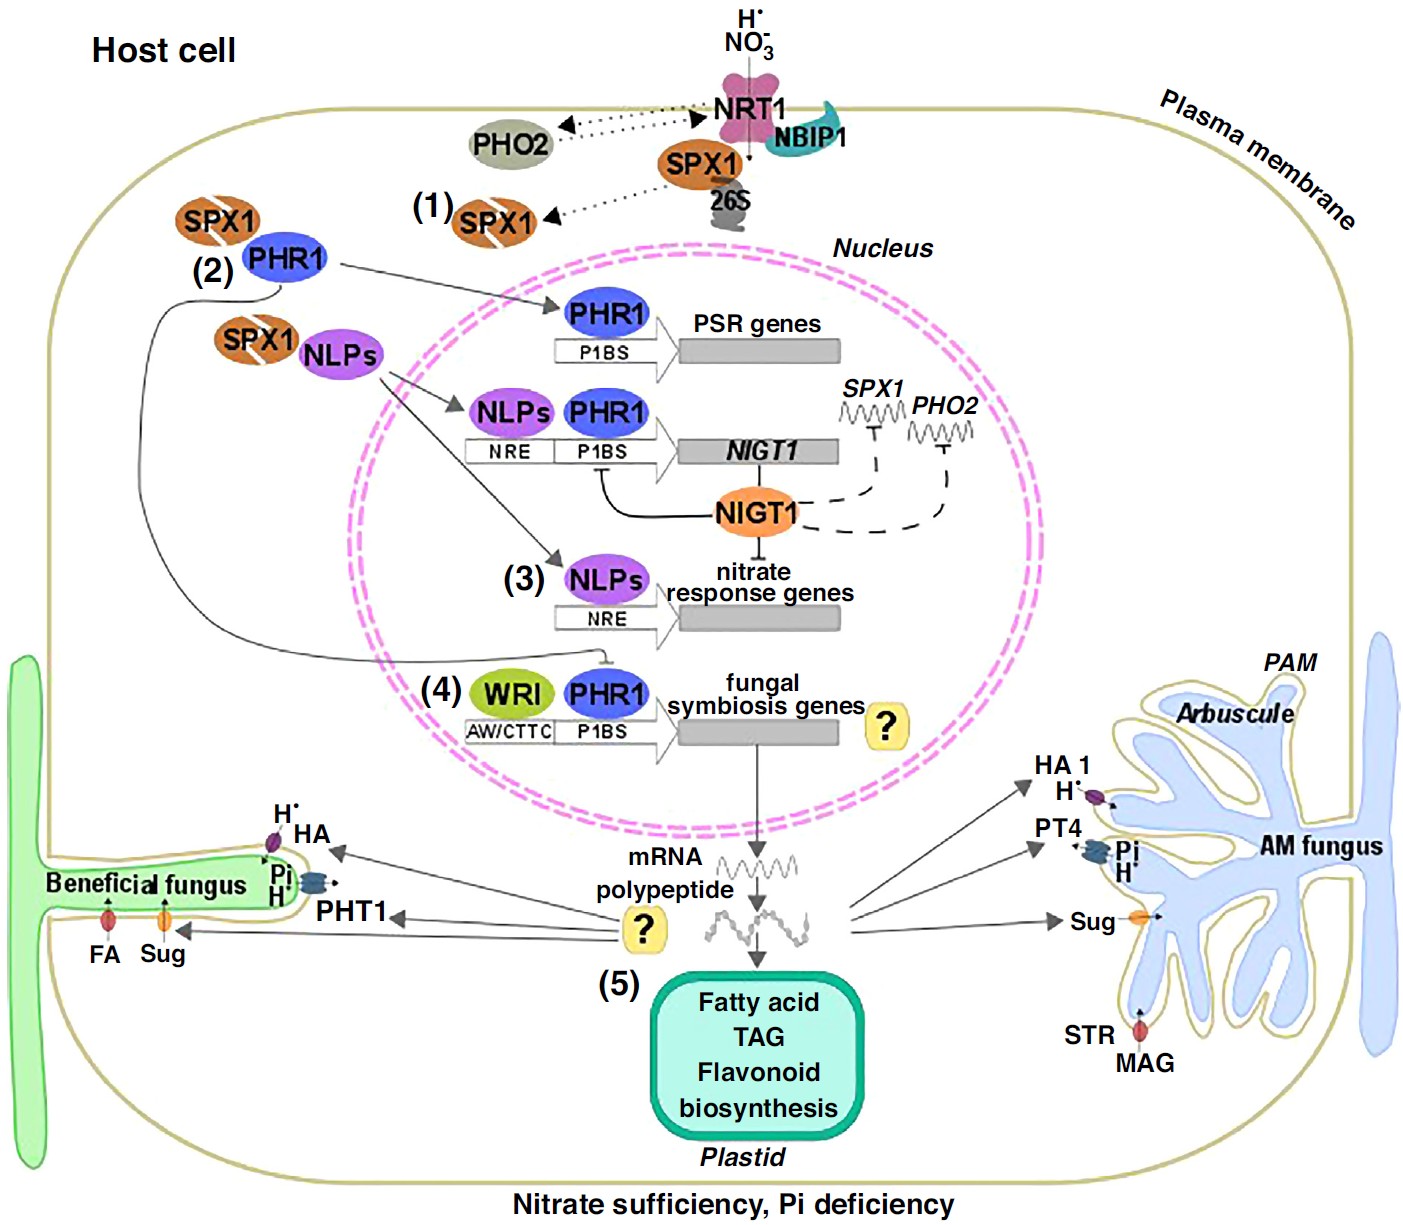 Host cell
H·
NO3-
NRT1
NBIP1
PHO2
SPX1
26S
(1)
SPX1
Plasma membrane
SPX1
PHR1
(2)
Nucleus
SPX1
NLPs
PHR1
PSR genes
P1BS
NLPs
PHR1
SPX1
PHO2
NRE
P1BS
NIGT1
NIGT1
(3)
NLPs
nitrate
response genes
NRE
(4)
WRI
PHR1
fungal
symbiosis genes
?
AW/CTTC
P1BS
PAM
Arbuscule
HA 1
H·
PT4
Pi
H·
AM fungus
Sug
STR
MAG
H·
HA
Pi
H·
Beneficial fungus
PHT1
FA
Sug
mRNA
polypeptide
?
(5)
Fatty acid
TAG
Flavonoid
biosynthesis
Plastid
Nitrate sufficiency, Pi deficiency